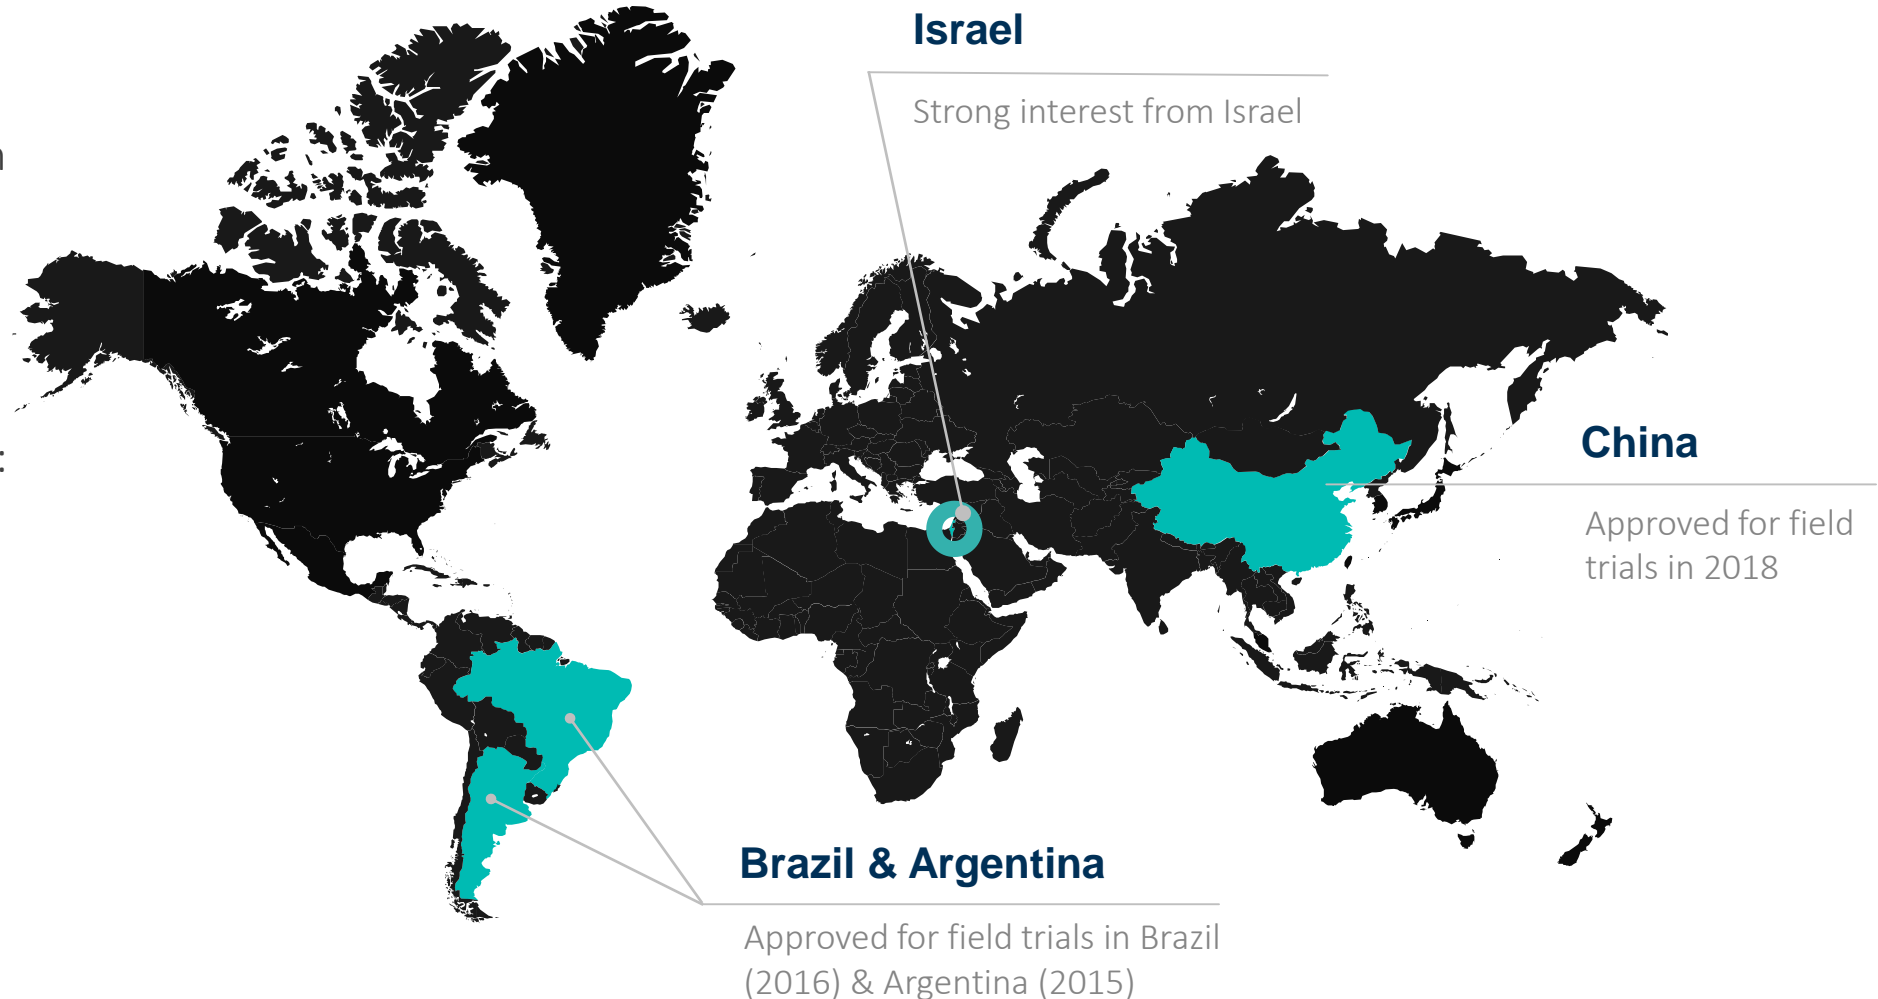 Israel
Strong interest from Israel
China
Approved for field
trials in 2018
Brazil & Argentina
Approved for field trials in Brazil
(2016) & Argentina (2015)